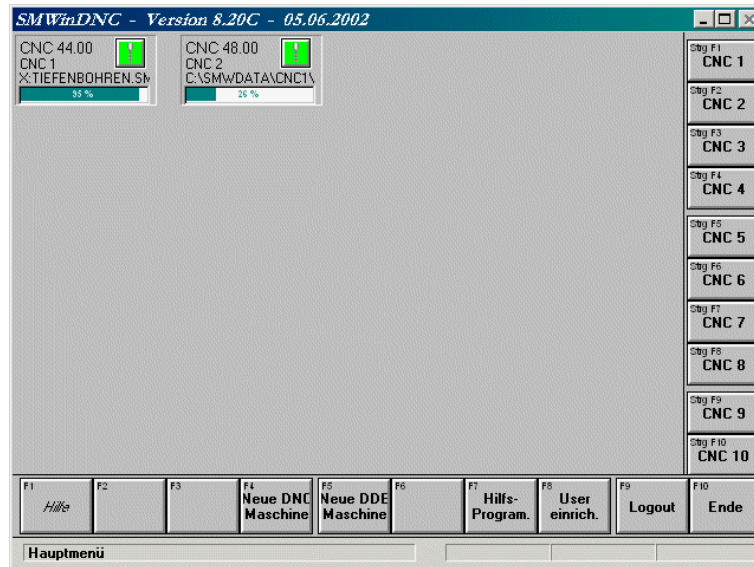 SMWinDNC - Version 8.20C - 05.06.2002
CNC 44.00
CNC 1
X:TIEFENBOHREN.SM
95 %
CNC 48.00
CNC 2
C:\SMWDATA\CNC1\
26 %
Strg F1
CNC 1
Strg F2
CNC 2
Strg F3
CNC 3
Strg F4
CNC 4
Strg F5
CNC 5
Strg F6
CNC 6
Strg F7
CNC 7
Strg F8
CNC 8
Strg F9
CNC 9
Strg F10
CNC 10
F1
Hilfe
F2
F3
F4
Neue DNC
Maschine
F5
Neue DDE
Maschine
F6
F7
Hilfs-
Program.
F8
User
einrich.
F9
Logout
F10
Ende
Hauptmenü